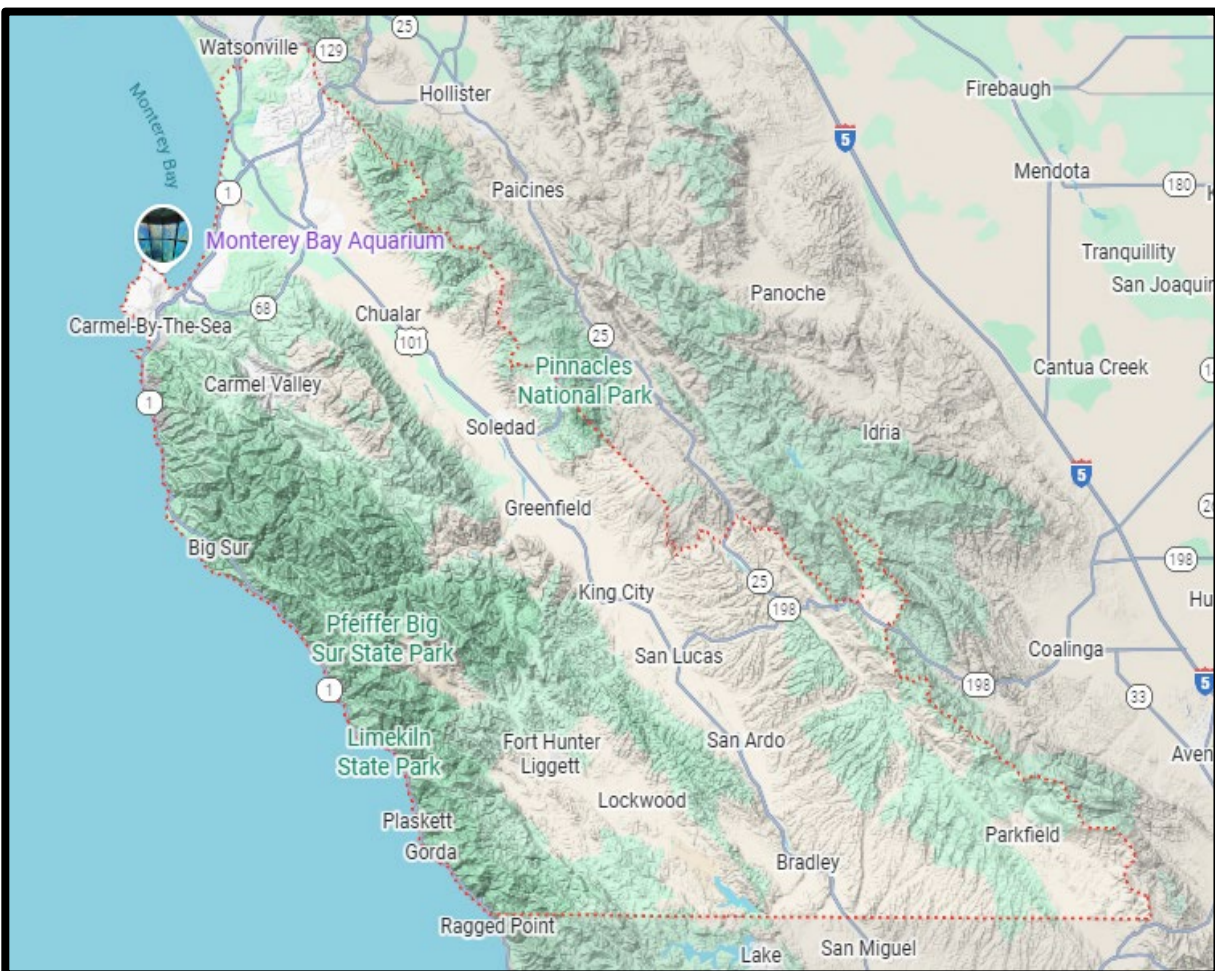 25
Watsonville
129
Hollister
Firebaugh
5
Monterey Bay
Mendota
180
Paicines
1
Monterey Bay Aquarium
Tranquillity
San Joaquin
Panoche
68
Chualar
Carmel-By-The-Sea
101
25
Pinnacles
National Park
Cantua Creek
Carmel Valley
1
Soledad
Idria
5
Greenfield
Big Sur
198
25
King City
198
Hu
Pfeiffer Big
Sur State Park
San Lucas
Coalinga
1
198
5
33
Limekiln
State Park
Fort Hunter
Liggett
San Ardo
Aven
Lockwood
Plaskett
Parkfield
Gorda
Bradley
Ragged Point
Lake
San Miguel